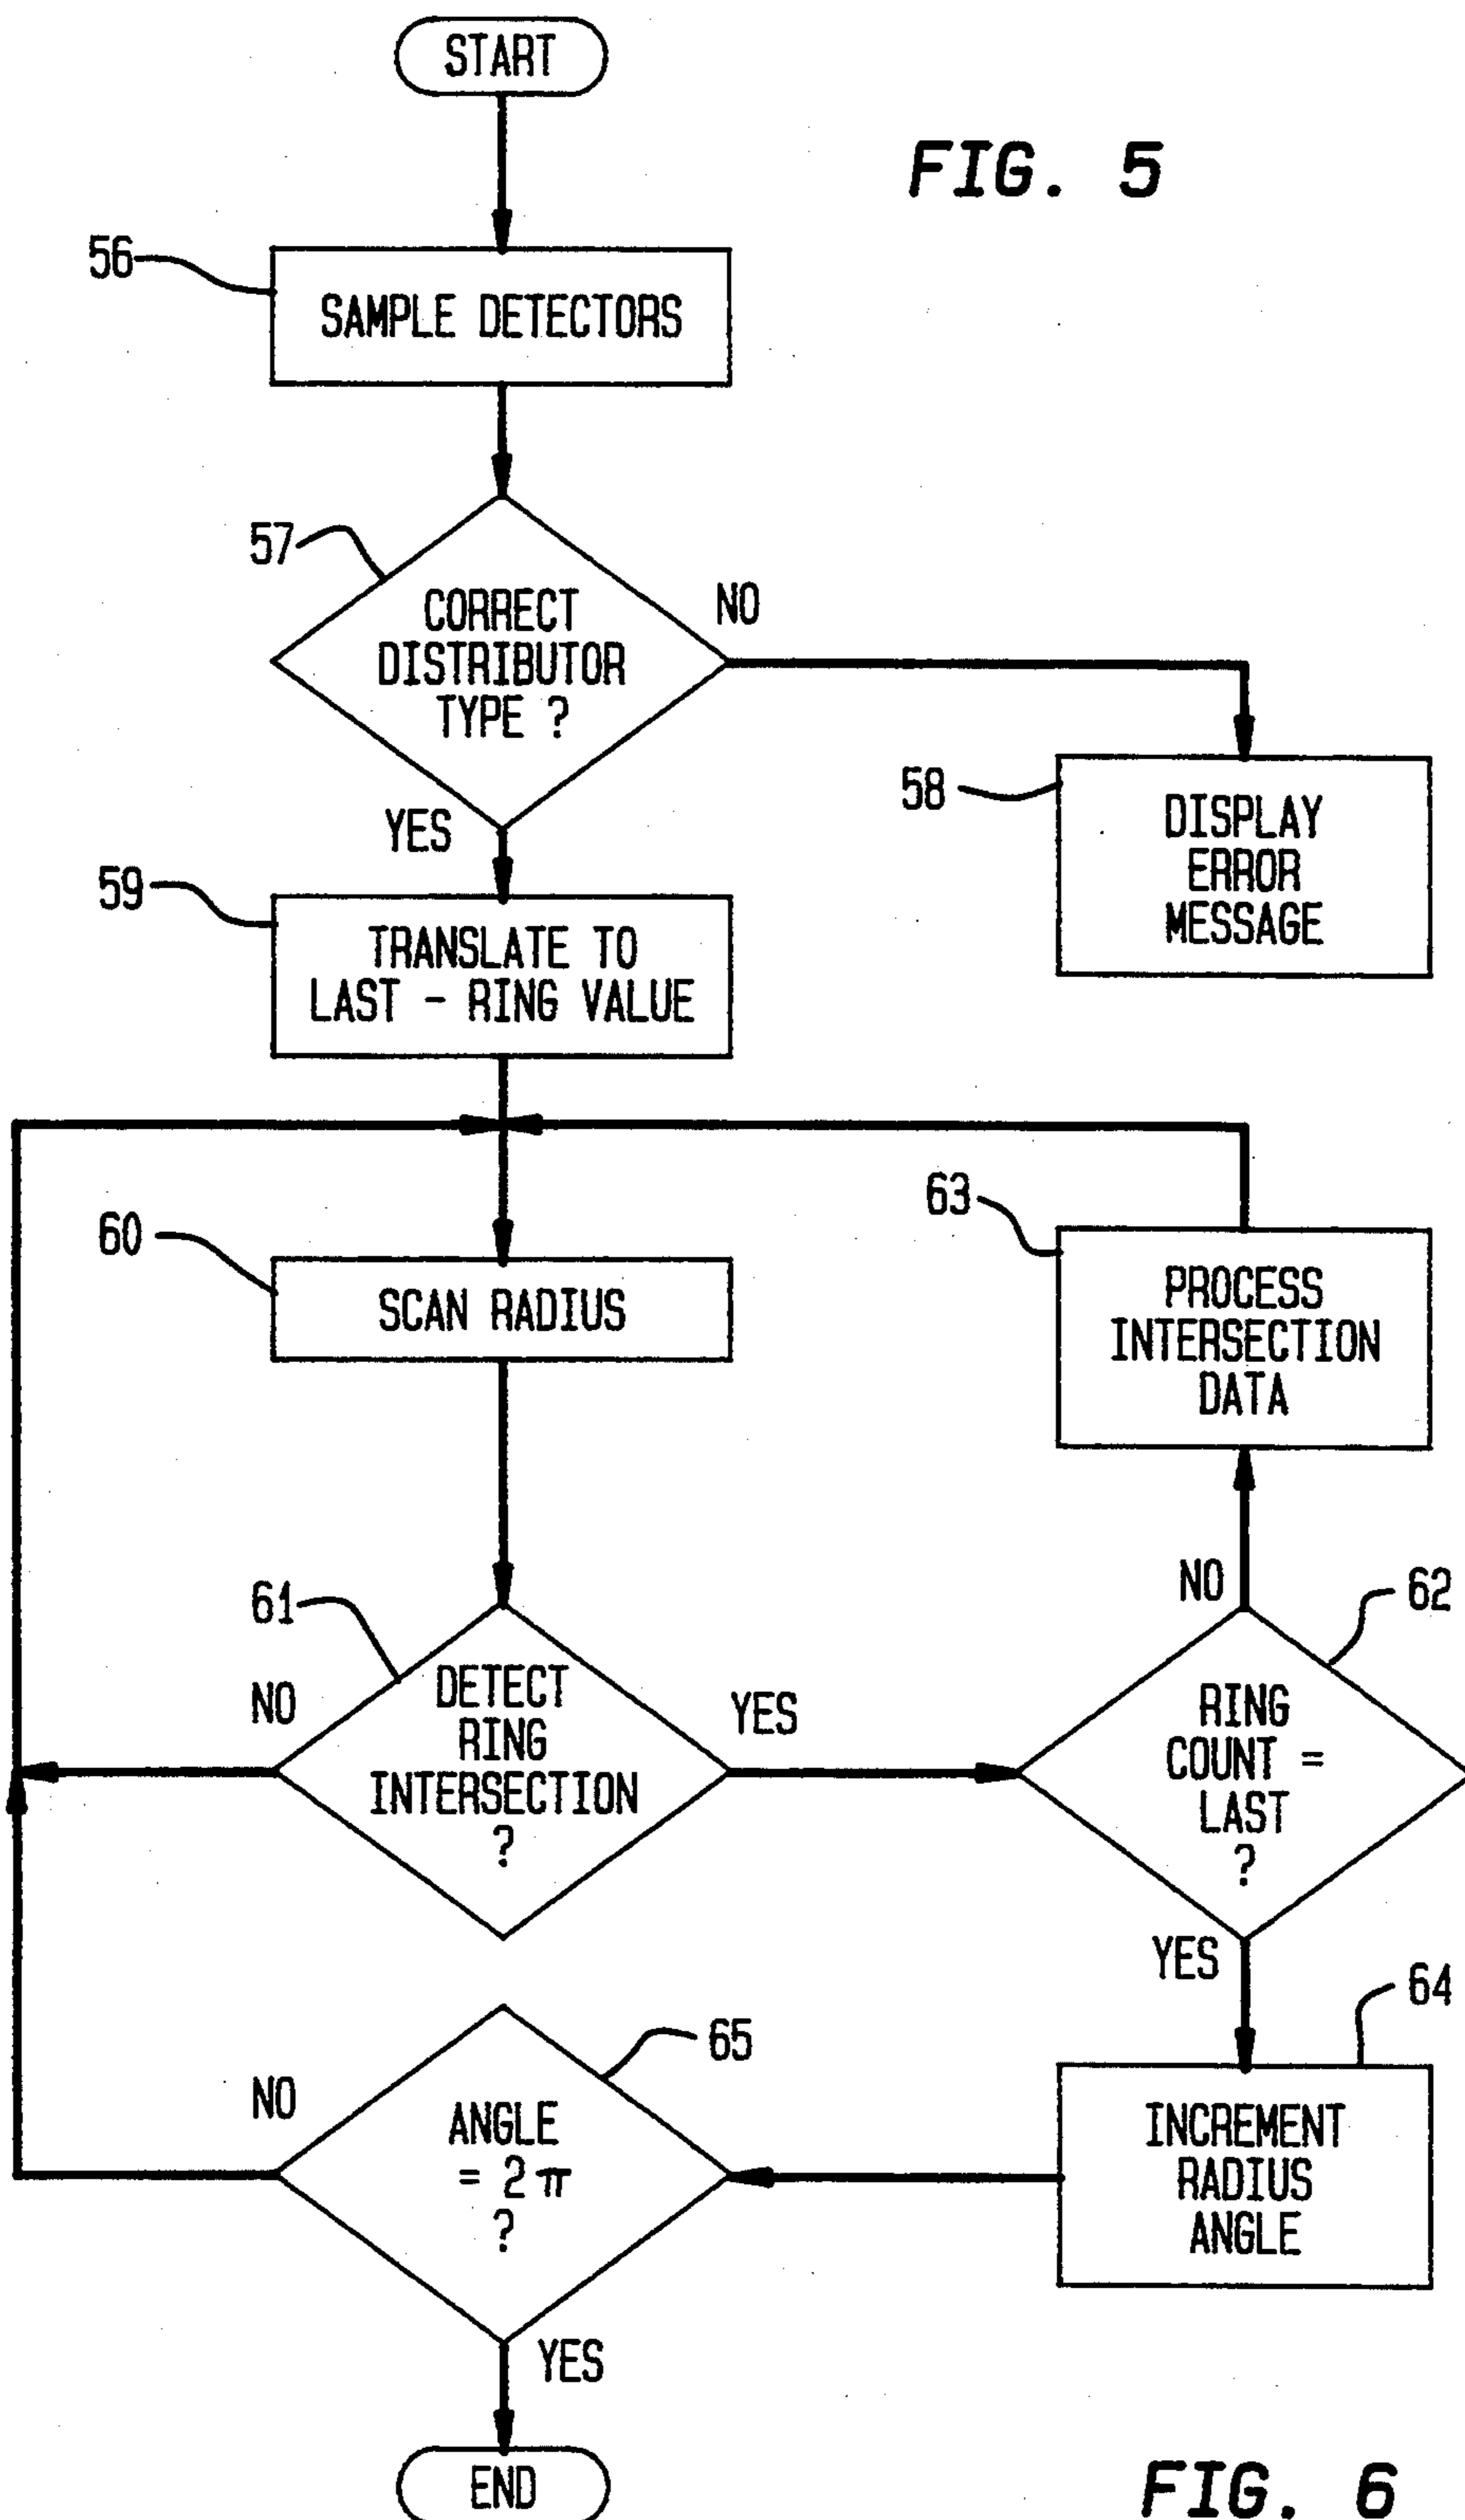 START
FIG. 5
56
SAMPLE DETECTORS
57
CORRECT
DISTRIBUTOR
TYPE ?
NO
YES
58
DISPLAY
ERROR
MESSAGE
59
TRANSLATE TO
LAST - RING VALUE
60
SCAN RADIUS
63
PROCESS
INTERSECTION
DATA
61
NO
DETECT
RING
INTERSECTION
?
YES
NO
62
RING
COUNT =
LAST
?
YES
64
INCREMENT
RADIUS
ANGLE
65
NO
ANGLE
= 2 π
?
YES
END
FIG. 6